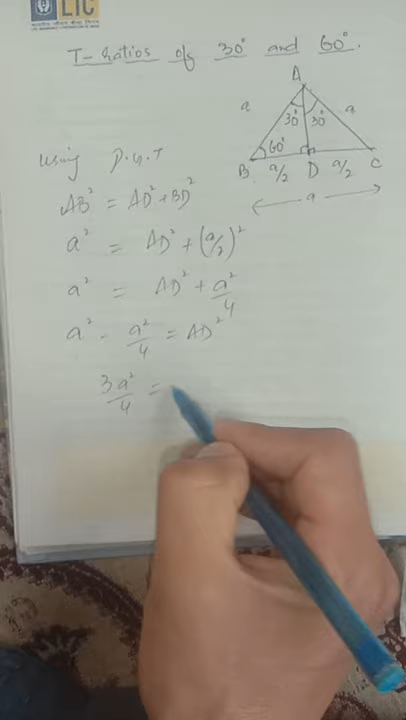 LIC
T-ratios of 30° and 60°.
A
a a
30° 30°
60°
B a/2 D a/2 C
a
Using P.G.T
AB² = AD² + BD²
a² = AD² + (a/2)²
a² = AD² + a²/4
a² - a²/4 = AD²
3a²/4 =